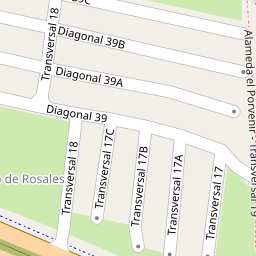 39C
Transversal 18
Diagonal 39B
Diagonal 39A
Diagonal 39
Alameda el Porvenir - Transversal 19
Transversal 18
Transversal 17C
Transversal 17B
Transversal 17A
Transversal 17
o de Rosales